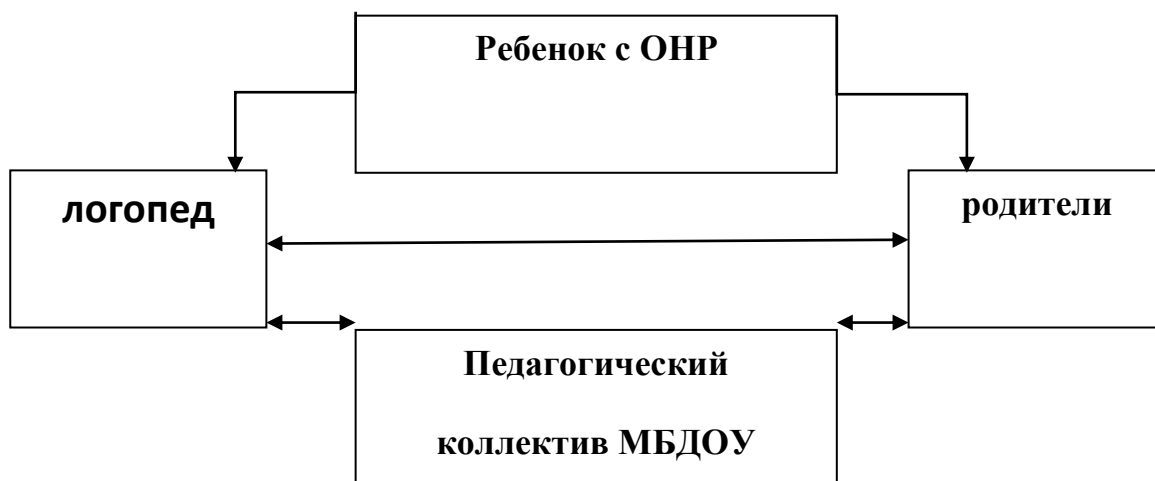 Ребенок с ОНР
логопед
родители
Педагогический
коллектив МБДОУ